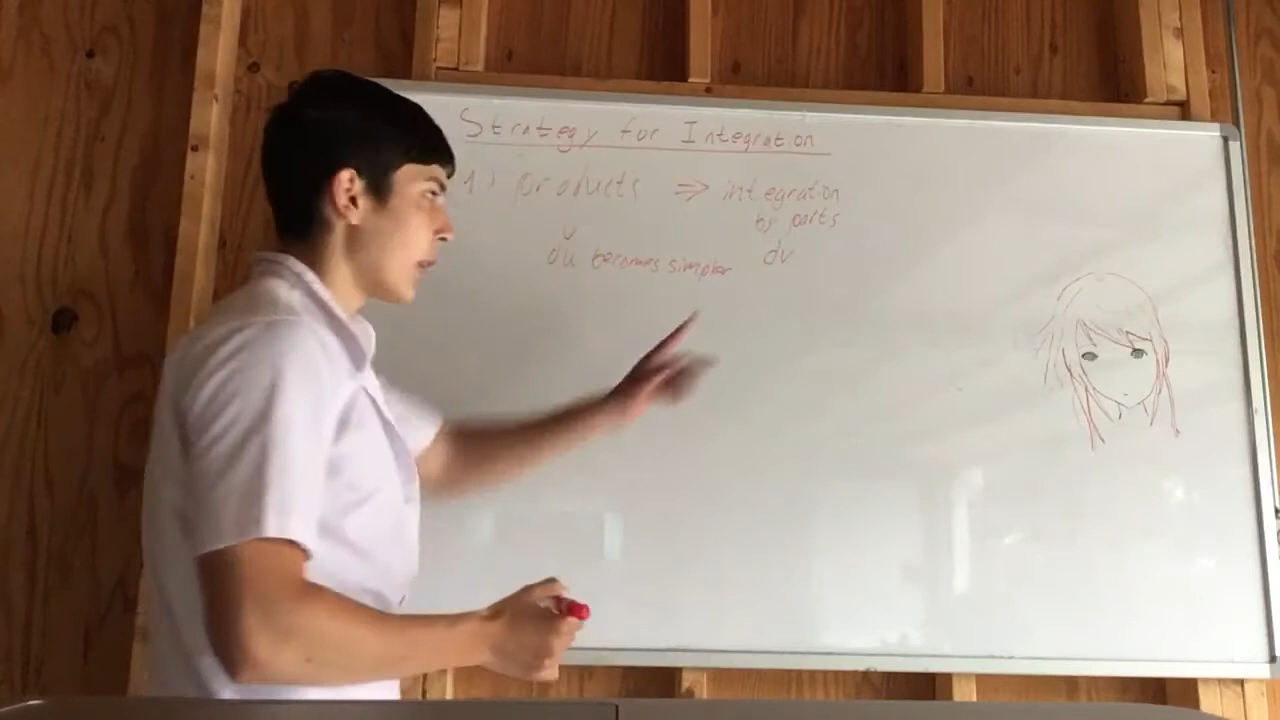 Strategy for Integration
1) products ⇒ integration
by parts
u
du becomes simpler dv